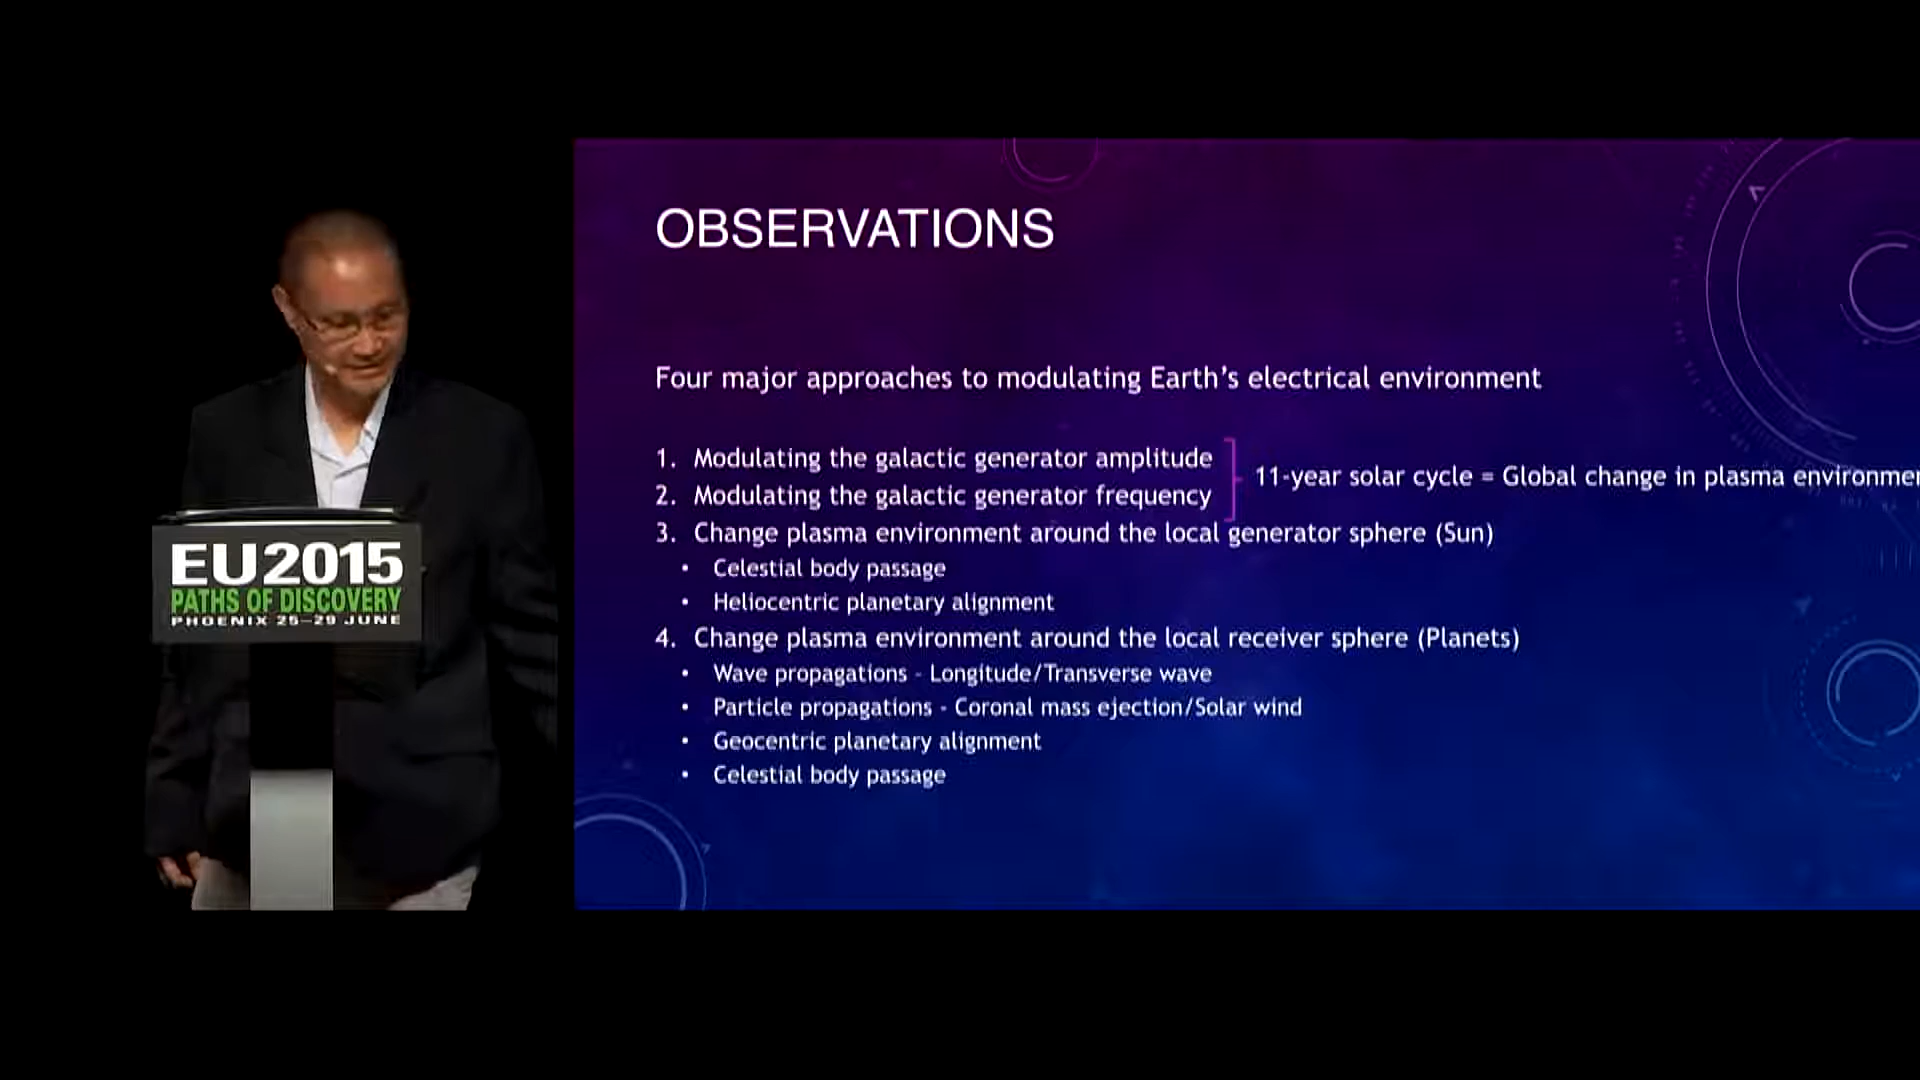 OBSERVATIONS
Four major approaches to modulating Earth's electrical environment
1. Modulating the galactic generator amplitude
2. Modulating the galactic generator frequency
11-year solar cycle = Global change in plasma environmen
3. Change plasma environment around the local generator sphere (Sun)
• Celestial body passage
• Heliocentric planetary alignment
4. Change plasma environment around the local receiver sphere (Planets)
• Wave propagations - Longitude/Transverse wave
• Particle propagations - Coronal mass ejection/Solar wind
• Geocentric planetary alignment
• Celestial body passage
EU2015
PATHS OF DISCOVERY
PHOENIX 25–29 JUNE